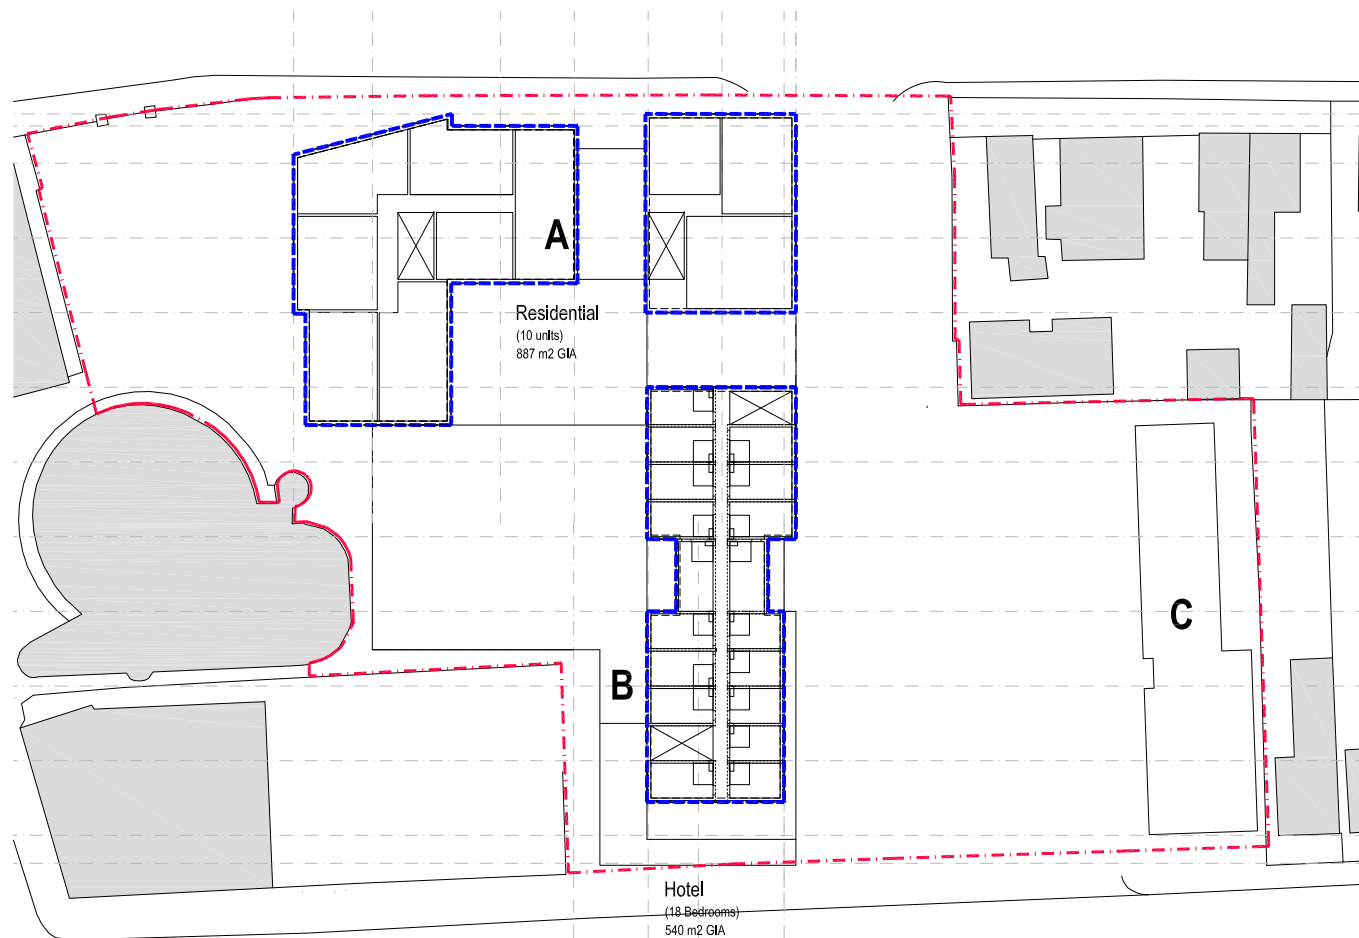 A
Residential
(10 units)
887 m2 GIA
C
B
Hotel
(18 Bedrooms)
540 m2 GIA